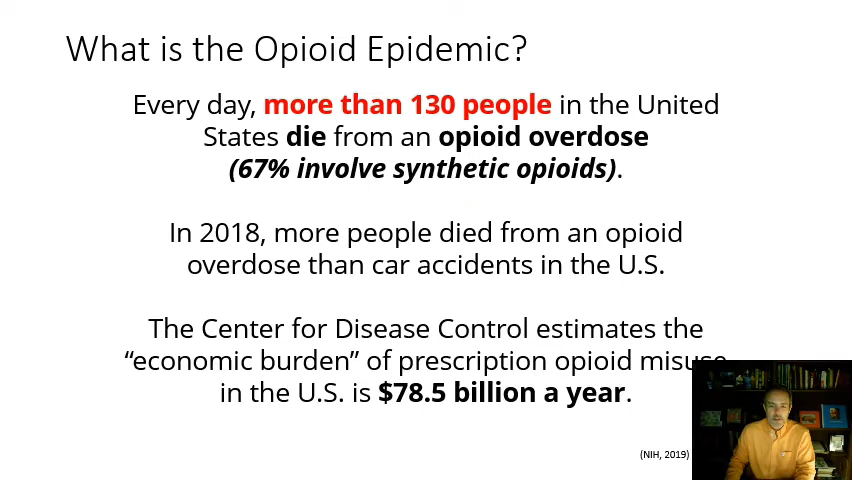 What is the Opioid Epidemic?
Every day, more than 130 people in the United
States die from an opioid overdose
(67% involve synthetic opioids).
In 2018, more people died from an opioid
overdose than car accidents in the U.S.
The Center for Disease Control estimates the
“economic burden” of prescription opioid misuse
in the U.S. is $78.5 billion a year.
(NIH, 2019)